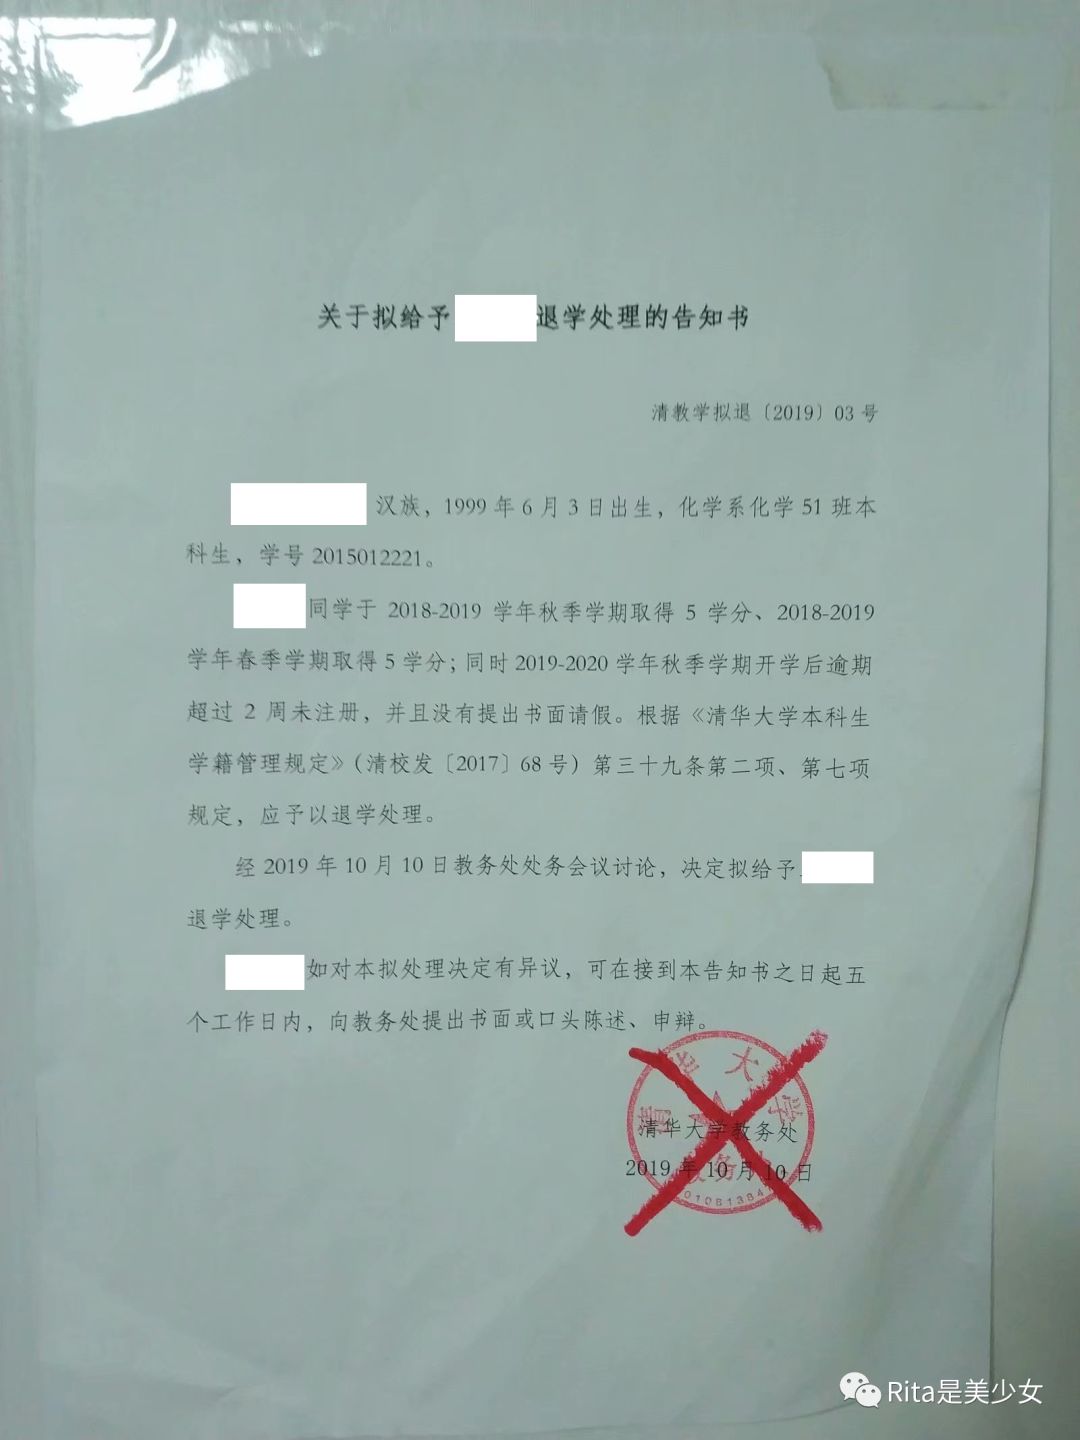 关于拟给予 退学处理的告知书
清教学拟退〔2019〕03 号
汉族，1999 年 6 月 3 日出生，化学系化学 51 班本
科生，学号 2015012221。
同学于 2018-2019 学年秋季学期取得 5 学分、2018-2019
学年春季学期取得 5 学分；同时 2019-2020 学年秋季学期开学后逾期
超过 2 周未注册，并且没有提出书面请假。根据《清华大学本科生
学籍管理规定》（清校发〔2017〕68 号）第三十九条第二项、第七项
规定，应予以退学处理。
经 2019 年 10 月 10 日教务处处务会议讨论，决定拟给予
退学处理。
如对本拟处理决定有异议，可在接到本告知书之日起五
个工作日内，向教务处提出书面或口头陈述、申辩。
清华大学
清华大学教务处
2019 年 10 月 10 日
Rita是美少女